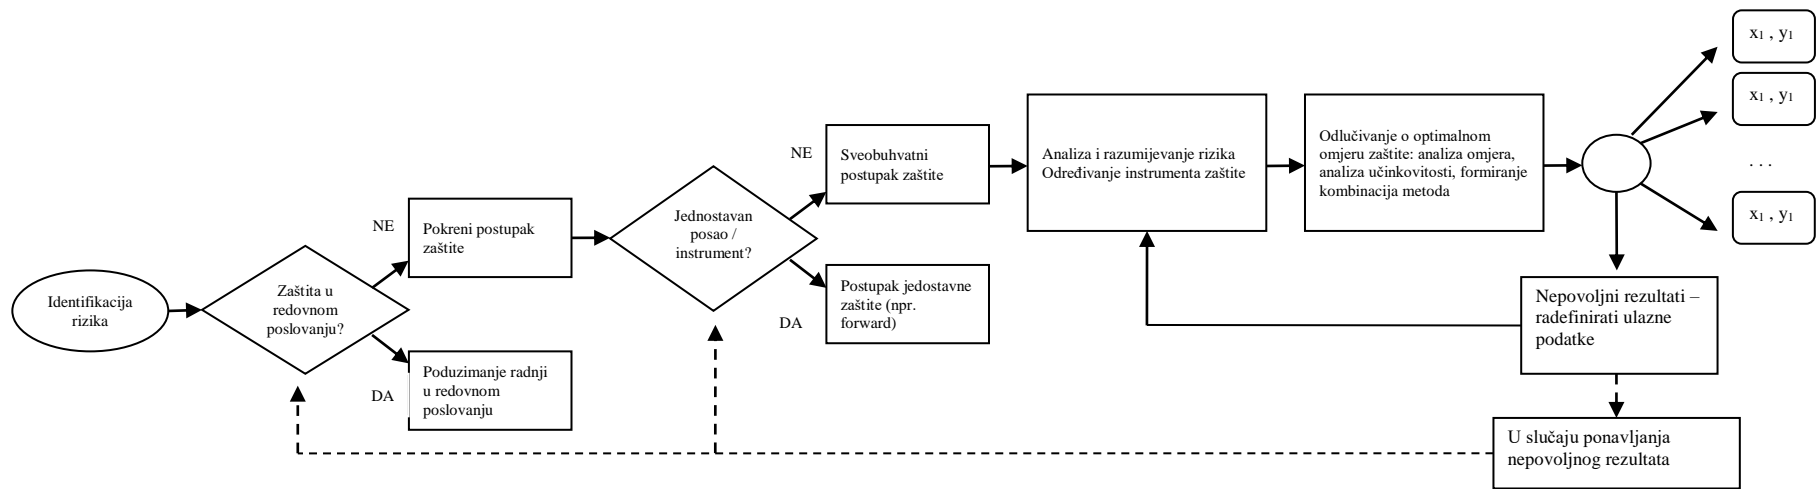 Identifikacija
rizika
Zaštita u
redovnom
poslovanju?
NE
Pokreni postupak
zaštite
DA
Poduzimanje radnji
u redovnom
poslovanju
Jednostavan
posao /
instrument?
NE
Sveobuhvatni
postupak zaštite
DA
Postupak jedostavne
zaštite (npr.
forward)
Analiza i razumijevanje rizika
Određivanje instrumenta zaštite
Odlučivanje o optimalnom
omjeru zaštite: analiza omjera,
analiza učinkovitosti, formiranje
kombinacija metoda
x₁ , y₁
x₁ , y₁
. . .
x₁ , y₁
Nepovoljni rezultati –
radefinirati ulazne
podatke
U slučaju ponavljanja
nepovoljnog rezultata